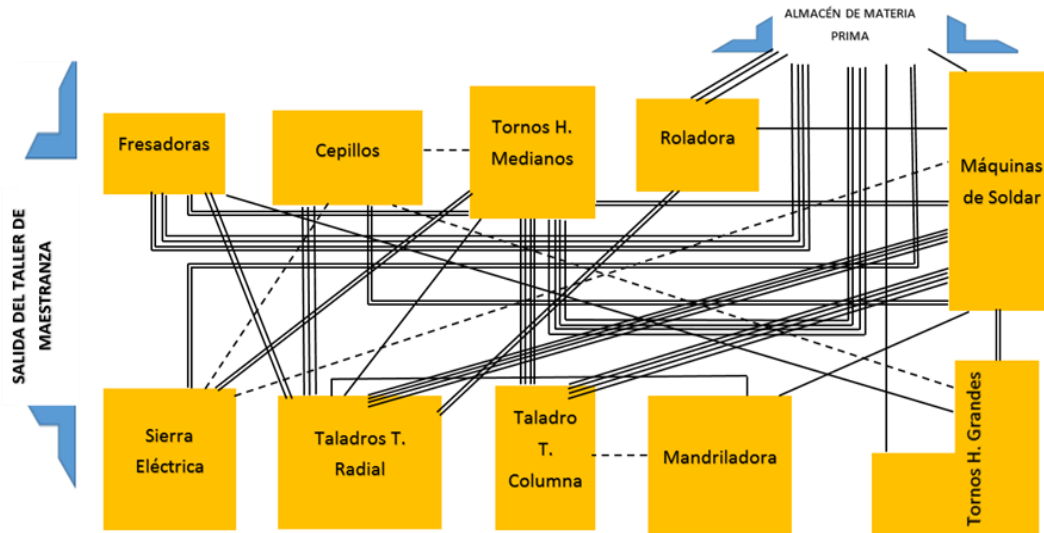 ALMACÉN DE MATERIA
PRIMA
Fresadoras
Cepillos
Tornos H.
Medianos
Roladora
Máquinas
de Soldar
SALIDA DEL TALLER DE
MAESTRANZA
Sierra
Eléctrica
Taladros T.
Radial
Taladro
T.
Columna
Mandriladora
Tornos H. Grandes